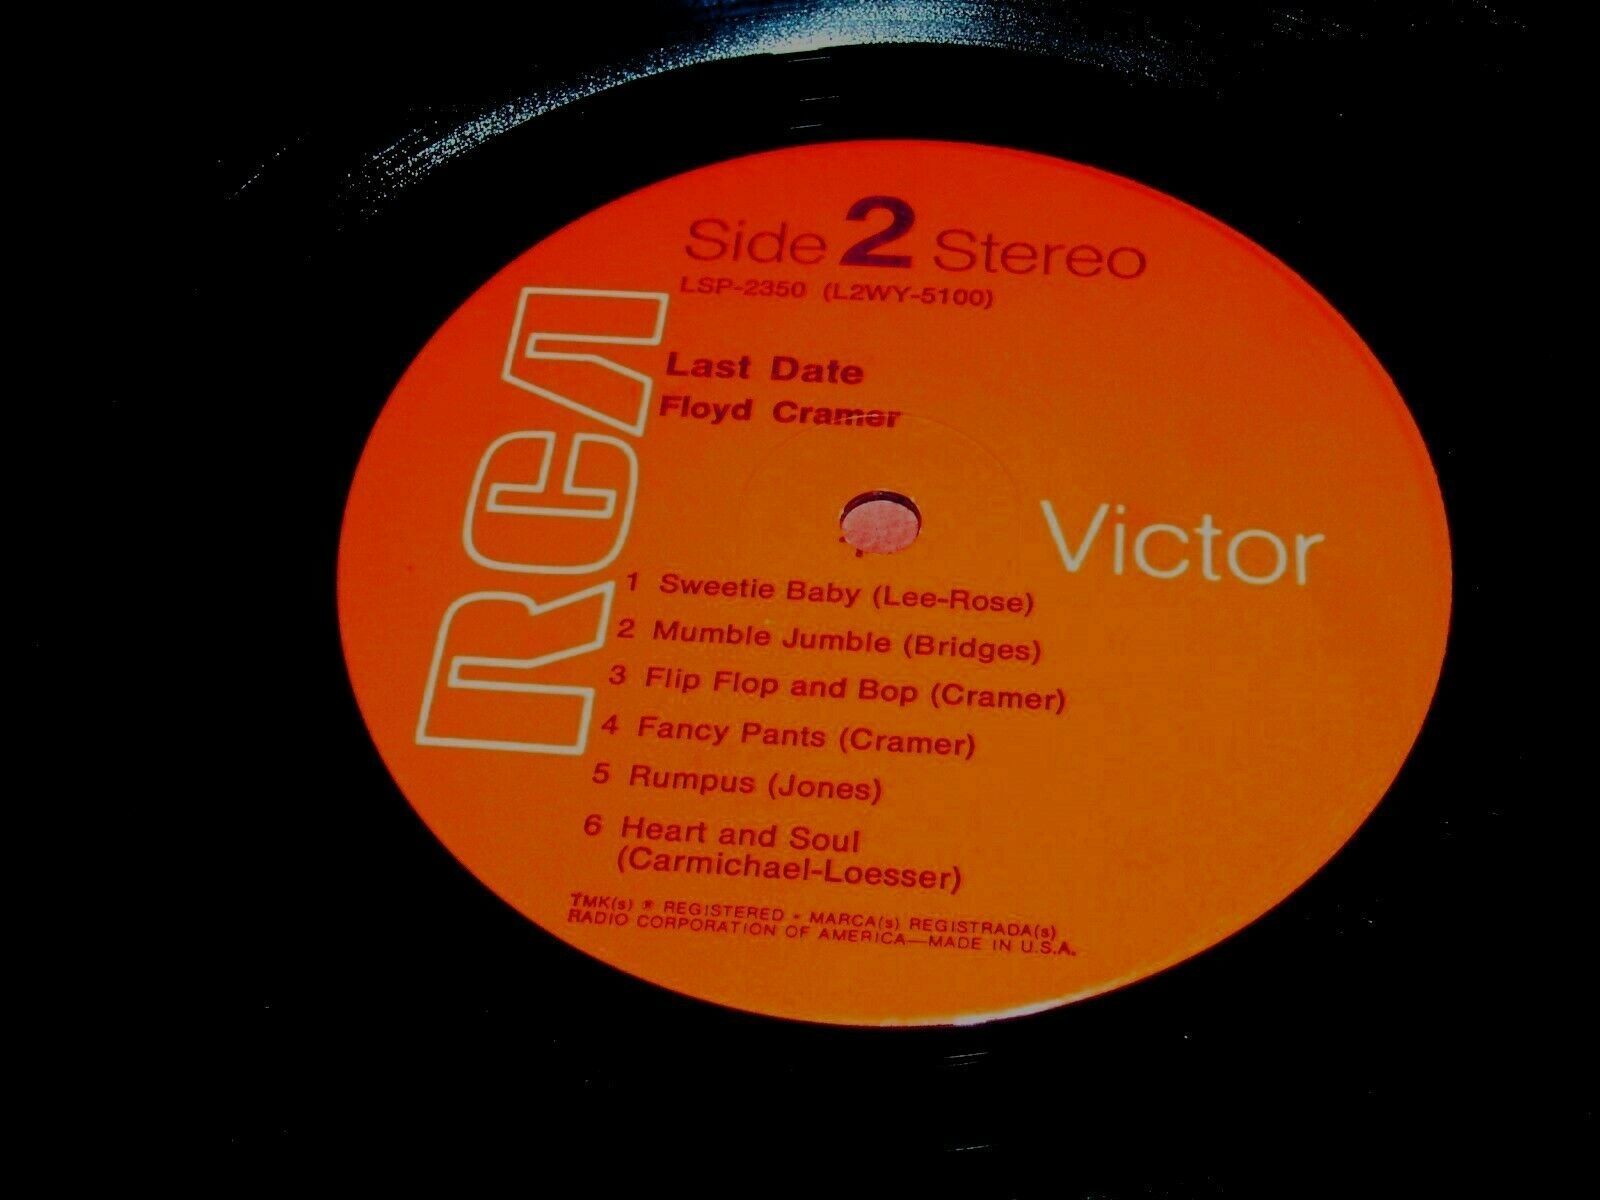 Side 2 Stereo
LSP-2350 (L2WY-5100)
RCA
Last Date
Floyd Cramer
Victor
1 Sweetie Baby (Lee-Rose)
2 Mumble Jumble (Bridges)
3 Flip Flop and Bop (Cramer)
4 Fancy Pants (Cramer)
5 Rumpus (Jones)
6 Heart and Soul
(Carmichael-Loesser)
TMK(s) ® REGISTERED • MARCA(s) REGISTRADA(s)
RADIO CORPORATION OF AMERICA—MADE IN U.S.A.